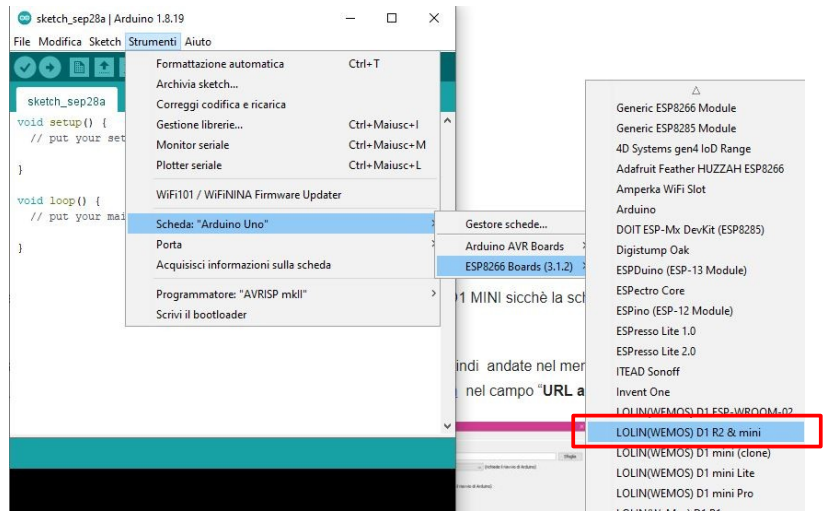 sketch_sep28a | Arduino 1.8.19
File Modifica Sketch Strumenti Aiuto
sketch_sep28a
void setup() {
// put your set
}
void loop() {
// put your mai
}
Formattazione automatica Ctrl+T
Archivia sketch...
Correggi codifica e ricarica
Gestione librerie... Ctrl+Maiusc+I
Monitor seriale Ctrl+Maiusc+M
Plotter seriale Ctrl+Maiusc+L
WiFi101 / WiFiNINA Firmware Updater
Scheda: "Arduino Uno"
Porta
Acquisisci informazioni sulla scheda
Programmatore: "AVRISP mkII"
Scrivi il bootloader
Gestore schede...
Arduino AVR Boards
ESP8266 Boards (3.1.2)
1 MINI sicchè la sch
indi andate nel mer
nel campo "URL a
Generic ESP8266 Module
Generic ESP8285 Module
4D Systems gen4 IoD Range
Adafruit Feather HUZZAH ESP8266
Amperka WiFi Slot
Arduino
DOIT ESP-Mx DevKit (ESP8285)
Digistump Oak
ESPDuino (ESP-13 Module)
ESPectro Core
ESPino (ESP-12 Module)
ESPresso Lite 1.0
ESPresso Lite 2.0
ITEAD Sonoff
Invent One
LOLIN(WEMOS) D1 ESP-WROOM-02
LOLIN(WEMOS) D1 R2 & mini
LOLIN(WEMOS) D1 mini (clone)
LOLIN(WEMOS) D1 mini Lite
LOLIN(WEMOS) D1 mini Pro
LOLIN(WeMos) D1 R1